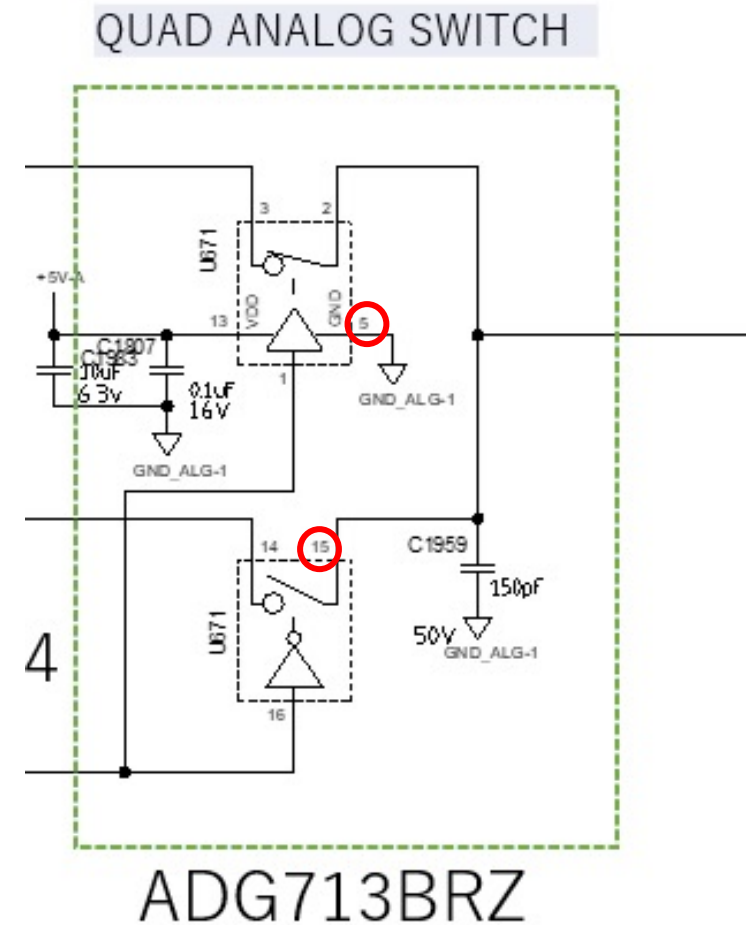 QUAD ANALOG SWITCH
3 2
U671
+5V-A
13 VDD GND 5
C1907
C1983
10uF
6.3v
0.1uF
16V
1
GND_ALG-1
GND_ALG-1
14 15
C1959
150pF
U671
50V
GND_ALG-1
4
16
ADG713BRZ